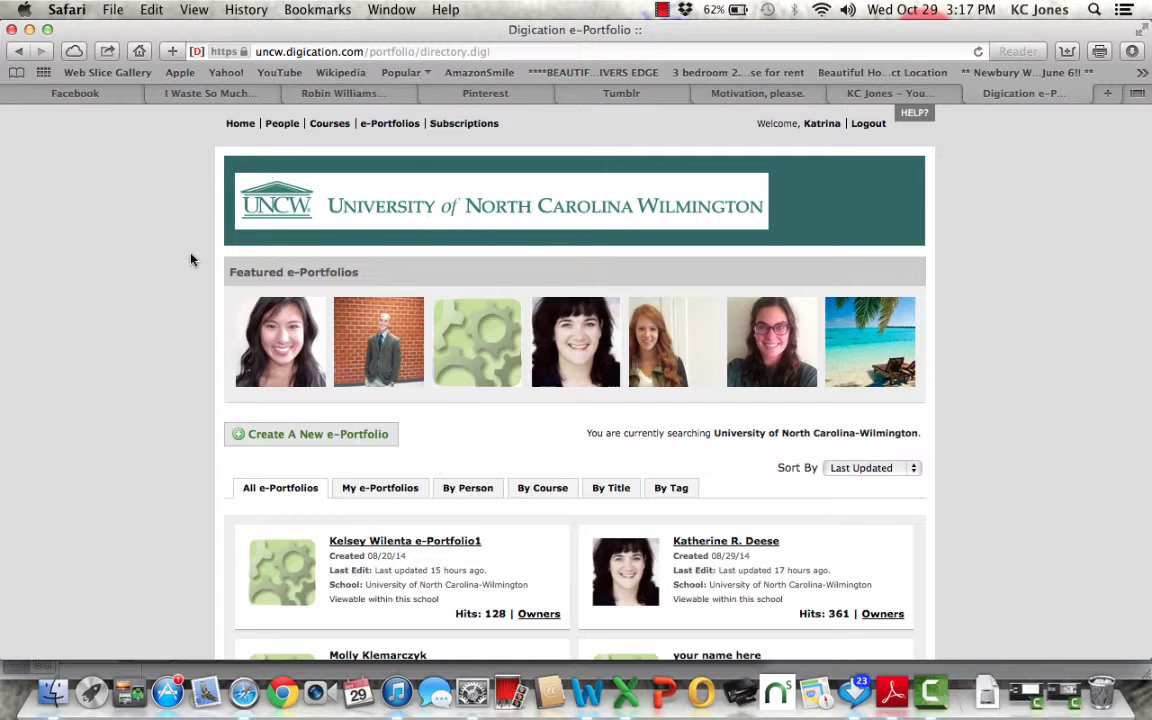 Safari File Edit View History Bookmarks Window Help 62% Wed Oct 29 3:17 PM KC Jones
Digication e-Portfolio ::
[D] https uncw.digication.com/portfolio/directory.digi Reader
Web Slice Gallery Apple Yahoo! YouTube Wikipedia Popular AmazonSmile ****BEAUTIF...IVERS EDGE 3 bedroom 2...se for rent Beautiful Ho...ct Location ** Newbury W...June 6!! **
Facebook I Waste So Much... Robin Williams... Pinterest Tumblr Motivation, please. KC Jones – You... Digication e-P...
HELP?
Home | People | Courses | e-Portfolios | Subscriptions Welcome, Katrina | Logout
UNCW UNIVERSITY of NORTH CAROLINA WILMINGTON
Featured e-Portfolios
Create A New e-Portfolio You are currently searching University of North Carolina-Wilmington.
Sort By Last Updated
All e-Portfolios My e-Portfolios By Person By Course By Title By Tag
Kelsey Wilenta e-Portfolio1
Created 08/20/14
Last Edit: Last updated 15 hours ago.
School: University of North Carolina-Wilmington
Viewable within this school
Hits: 128 | Owners
Katherine R. Deese
Created 08/29/14
Last Edit: Last updated 17 hours ago.
School: University of North Carolina-Wilmington
Viewable within this school
Hits: 361 | Owners
Molly Klemarczyk
your name here
1
29
23